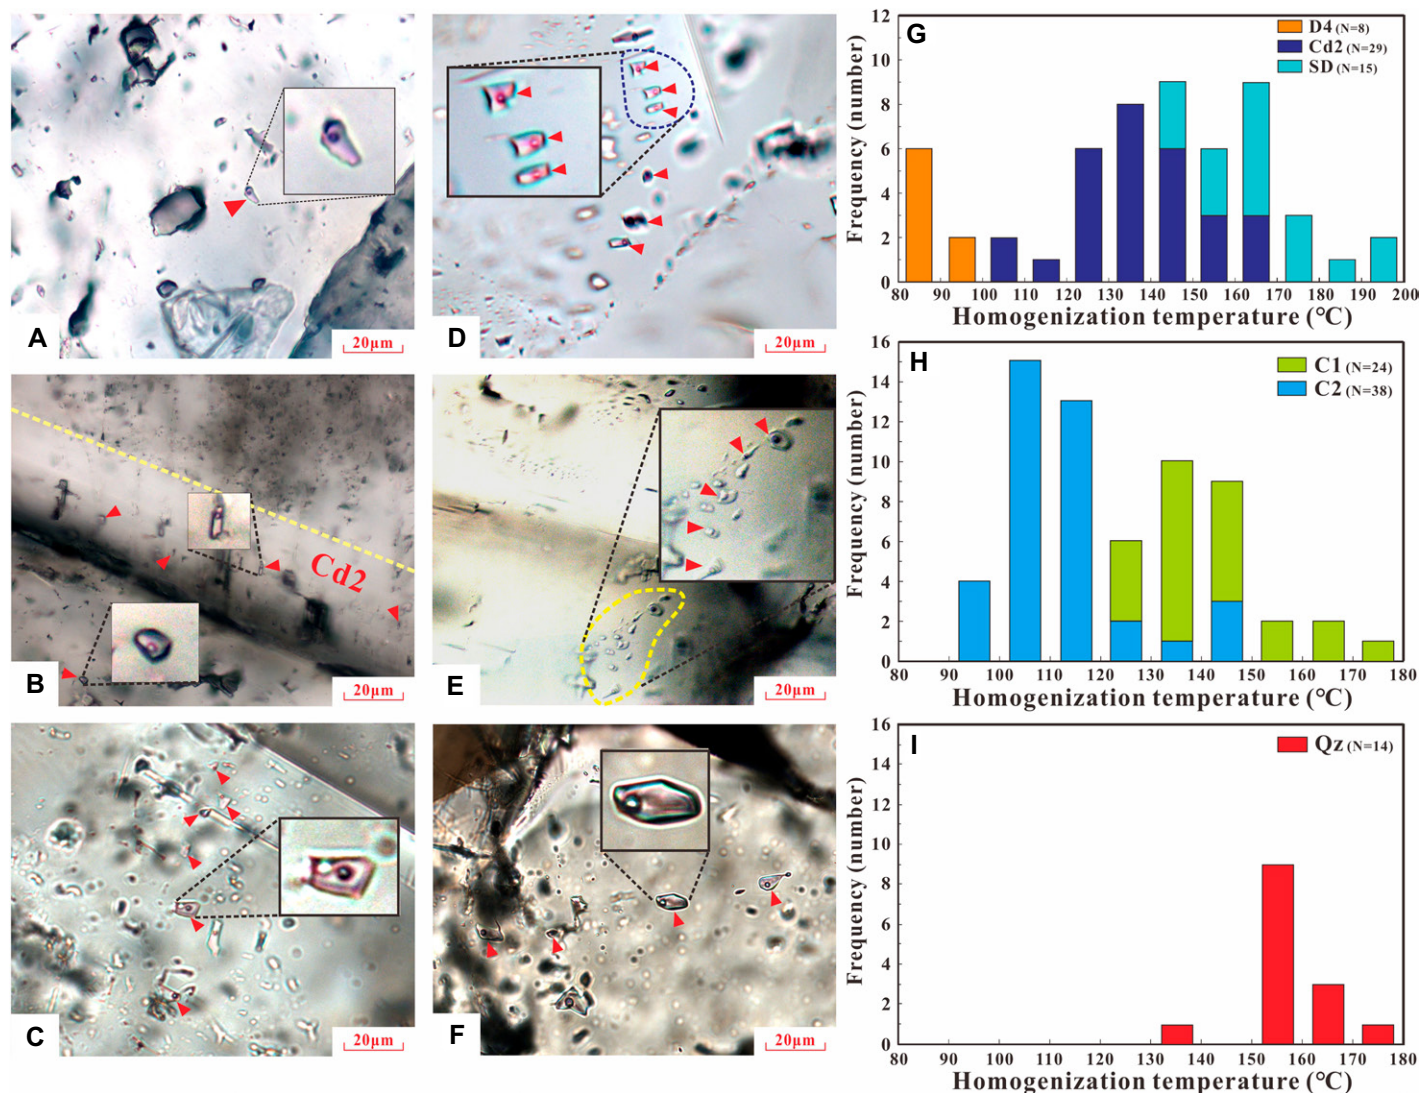 A
20μm
D
20μm
B
Cd2
20μm
E
20μm
C
20μm
F
20μm
G
D4 (N=8)
Cd2 (N=29)
SD (N=15)
Frequency (number)
12
10
8
6
4
2
0
80 90 100 110 120 130 140 150 160 170 180 190 200
Homogenization temperature (°C)
H
C1 (N=24)
C2 (N=38)
Frequency (number)
16
14
12
10
8
6
4
2
0
80 90 100 110 120 130 140 150 160 170 180
Homogenization temperature (°C)
I
Qz (N=14)
Frequency (number)
16
14
12
10
8
6
4
2
0
80 90 100 110 120 130 140 150 160 170 180
Homogenization temperature (°C)